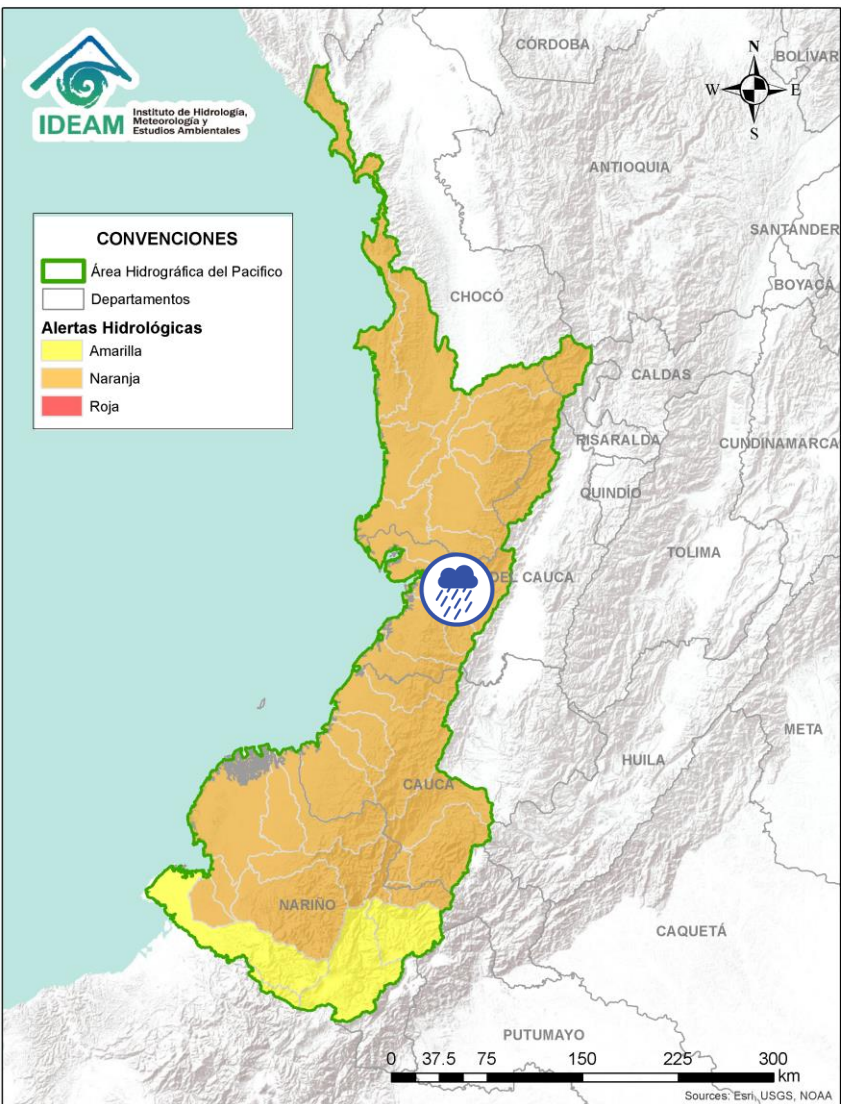 IDEAM
Instituto de Hidrología,
Meteorología y
Estudios Ambientales
CÓRDOBA
BOLÍVAR
N
W
E
S
ANTIOQUIA
SANTANDER
BOYACÁ
CONVENCIONES
Área Hidrográfica del Pacifico
Departamentos
Alertas Hidrológicas
Amarilla
Naranja
Roja
CHOCÓ
CALDAS
RISARALDA
CUNDINAMARCA
QUINDÍO
TOLIMA
DEL CAUCA
META
HUILA
CAUCA
NARIÑO
CAQUETÁ
PUTUMAYO
0 37.5 75 150 225 300
km
Sources: Esri, USGS, NOAA